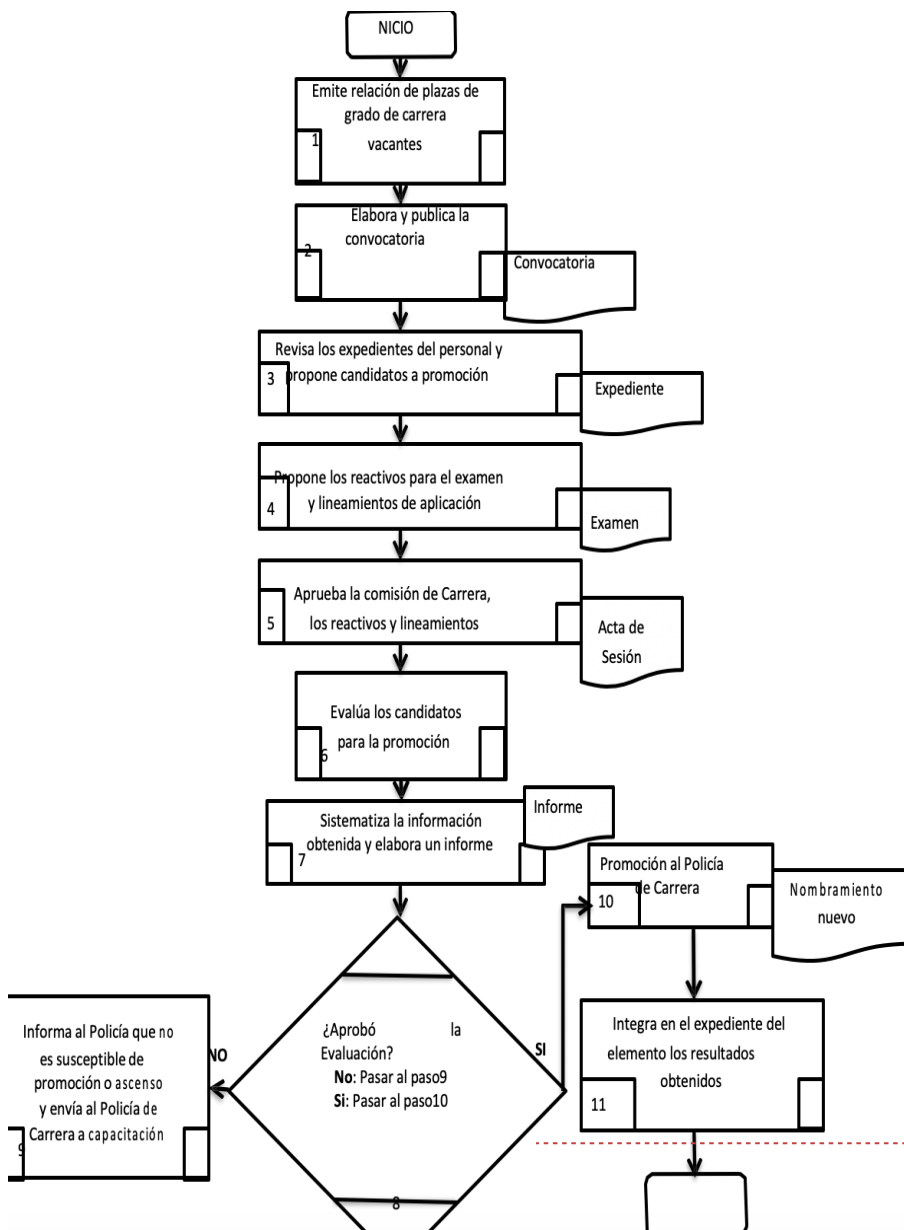 NICIO
Emite relación de plazas de
grado de carrera
vacantes
1
Elabora y publica la
convocatoria
2
Convocatoria
Revisa los expedientes del personal y
propone candidatos a promoción
3
Expediente
Propone los reactivos para el examen
y lineamientos de aplicación
4
Examen
Aprueba la comisión de Carrera,
los reactivos y lineamientos
5
Acta de
Sesión
Evalúa los candidatos
para la promoción
6
Sistematiza la información
obtenida y elabora un informe
7
Informe
¿Aprobó la
Evaluación?
No: Pasar al paso9
Si: Pasar al paso10
8
NO
Informa al Policía que no
es susceptible de
promoción o ascenso
y envía al Policía de
Carrera a capacitación
9
SI
Promoción al Policía
de Carrera
10
Nombramiento
nuevo
Integra en el expediente del
elemento los resultados
obtenidos
11